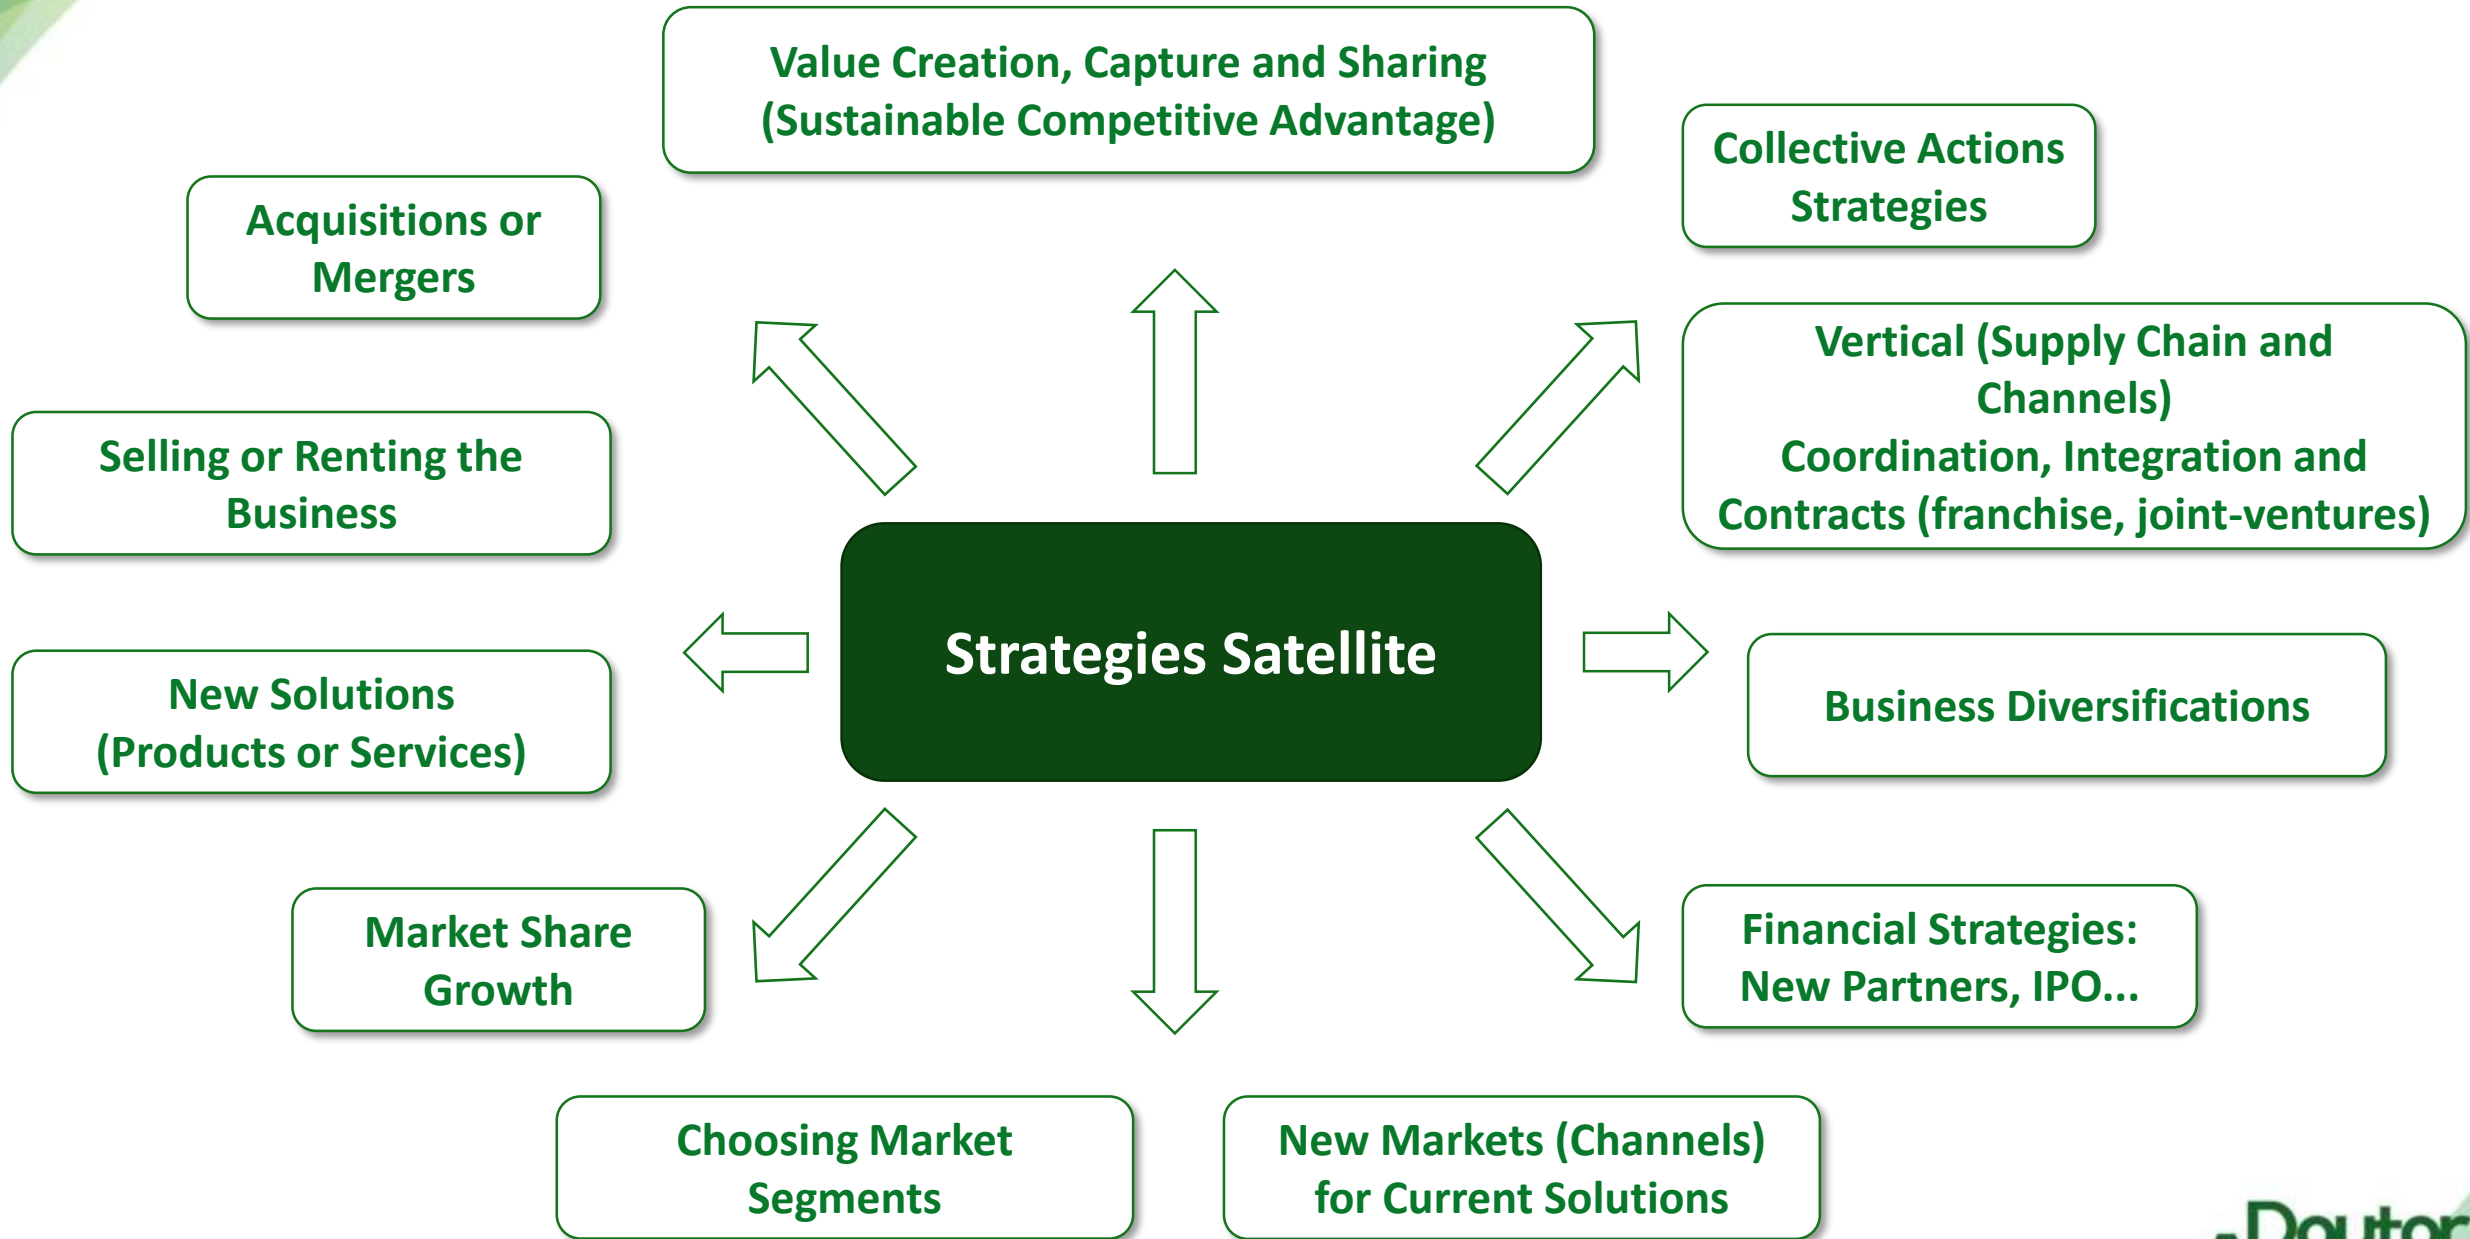 Value Creation, Capture and Sharing
(Sustainable Competitive Advantage)
Collective Actions
Strategies
Acquisitions or
Mergers
Vertical (Supply Chain and
Channels)
Coordination, Integration and
Contracts (franchise, joint-ventures)
Selling or Renting the
Business
Strategies Satellite
New Solutions
(Products or Services)
Business Diversifications
Market Share
Growth
Financial Strategies:
New Partners, IPO...
Choosing Market
Segments
New Markets (Channels)
for Current Solutions